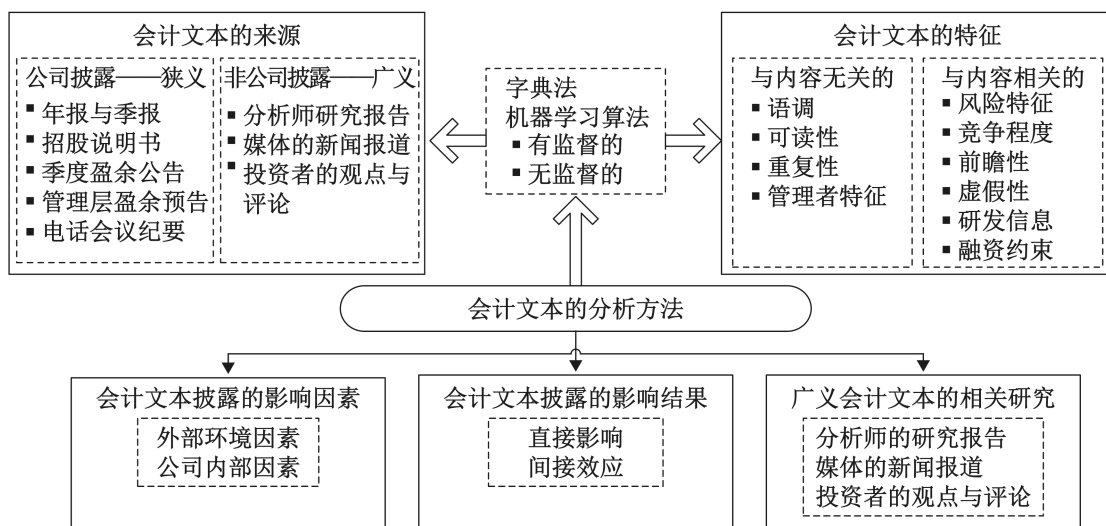 会计文本的来源
公司披露——狭义
▪ 年报与季报
▪ 招股说明书
▪ 季度盈余公告
▪ 管理层盈余预告
▪ 电话会议纪要
非公司披露——广义
▪ 分析师研究报告
▪ 媒体的新闻报道
▪ 投资者的观点与
评论
字典法
机器学习算法
▪ 有监督的
▪ 无监督的
会计文本的特征
与内容无关的
▪ 语调
▪ 可读性
▪ 重复性
▪ 管理者特征
与内容相关的
▪ 风险特征
▪ 竞争程度
▪ 前瞻性
▪ 虚假性
▪ 研发信息
▪ 融资约束
会计文本的分析方法
会计文本披露的影响因素
外部环境因素
公司内部因素
会计文本披露的影响结果
直接影响
间接效应
广义会计文本的相关研究
分析师的研究报告
媒体的新闻报道
投资者的观点与评论